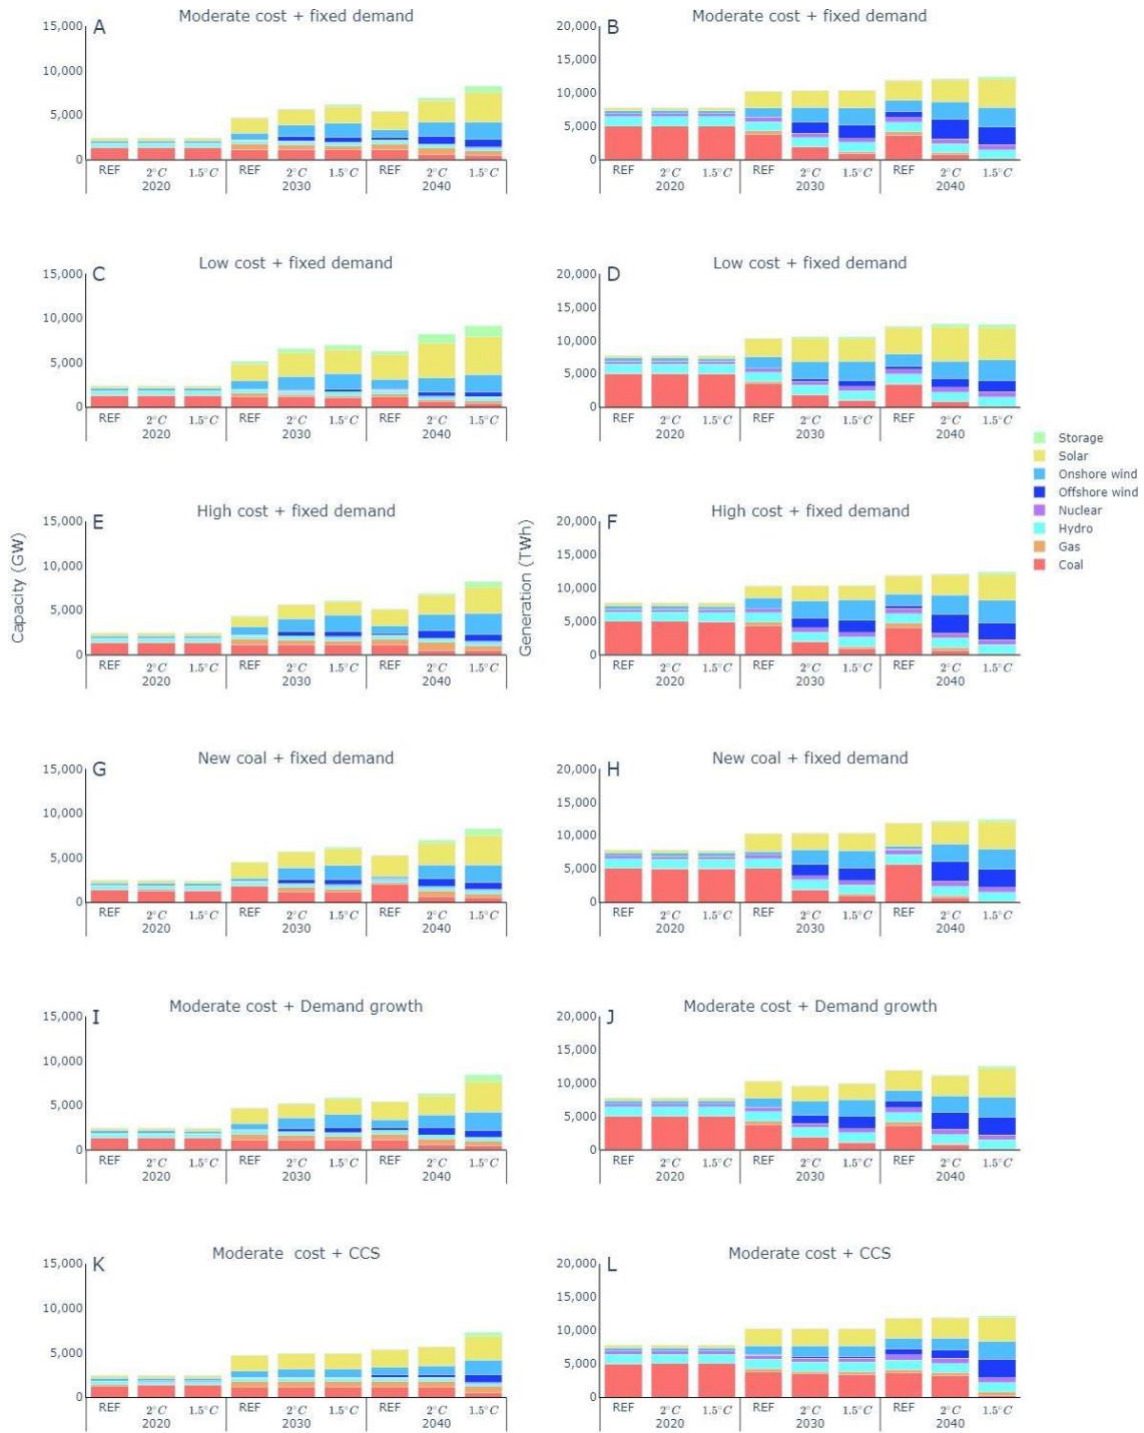 A Moderate cost + fixed demand
15,000
10,000
5,000
0
REF 2°C 1.5°C REF 2°C 1.5°C REF 2°C 1.5°C
2020 2030 2040
B Moderate cost + fixed demand
20,000
15,000
10,000
5,000
0
REF 2°C 1.5°C REF 2°C 1.5°C REF 2°C 1.5°C
2020 2030 2040
C Low cost + fixed demand
15,000
10,000
5,000
0
REF 2°C 1.5°C REF 2°C 1.5°C REF 2°C 1.5°C
2020 2030 2040
D Low cost + fixed demand
20,000
15,000
10,000
5,000
0
REF 2°C 1.5°C REF 2°C 1.5°C REF 2°C 1.5°C
2020 2030 2040
Storage
Solar
Onshore wind
Offshore wind
Nuclear
Hydro
Gas
Coal
Capacity (GW)
E High cost + fixed demand
15,000
10,000
5,000
0
REF 2°C 1.5°C REF 2°C 1.5°C REF 2°C 1.5°C
2020 2030 2040
Generation (TWh)
F High cost + fixed demand
20,000
15,000
10,000
5,000
0
REF 2°C 1.5°C REF 2°C 1.5°C REF 2°C 1.5°C
2020 2030 2040
G New coal + fixed demand
15,000
10,000
5,000
0
REF 2°C 1.5°C REF 2°C 1.5°C REF 2°C 1.5°C
2020 2030 2040
H New coal + fixed demand
20,000
15,000
10,000
5,000
0
REF 2°C 1.5°C REF 2°C 1.5°C REF 2°C 1.5°C
2020 2030 2040
I Moderate cost + Demand growth
15,000
10,000
5,000
0
REF 2°C 1.5°C REF 2°C 1.5°C REF 2°C 1.5°C
2020 2030 2040
J Moderate cost + Demand growth
20,000
15,000
10,000
5,000
0
REF 2°C 1.5°C REF 2°C 1.5°C REF 2°C 1.5°C
2020 2030 2040
K Moderate cost + CCS
15,000
10,000
5,000
0
REF 2°C 1.5°C REF 2°C 1.5°C REF 2°C 1.5°C
2020 2030 2040
L Moderate cost + CCS
20,000
15,000
10,000
5,000
0
REF 2°C 1.5°C REF 2°C 1.5°C REF 2°C 1.5°C
2020 2030 2040